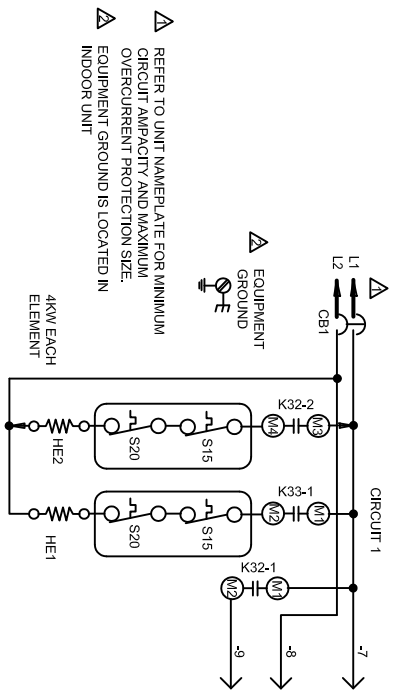 1
L1
L2
CB1
CIRCUIT 1
2
EQUIPMENT
GROUND
1
REFER TO UNIT NAMEPLATE FOR MINIMUM
CIRCUIT AMPACITY AND MAXIMUM
OVERCURRENT PROTECTION SIZE.
2
EQUIPMENT GROUND IS LOCATED IN
INDOOR UNIT
K32-2
M3
M4
S15
S20
HE2
4KW EACH
ELEMENT
K33-1
M1
M2
S15
S20
HE1
K32-1
M1
M2
-7
-8
-9